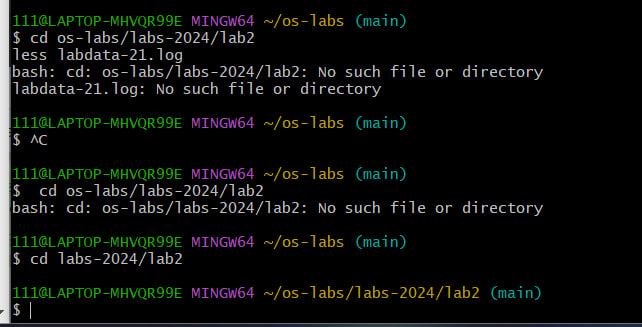 111@LAPTOP-MHVQR99E MINGW64 ~/os-labs (main)
$ cd os-labs/labs-2024/lab2
less labdata-21.log
bash: cd: os-labs/labs-2024/lab2: No such file or directory
labdata-21.log: No such file or directory
111@LAPTOP-MHVQR99E MINGW64 ~/os-labs (main)
$ ^C
111@LAPTOP-MHVQR99E MINGW64 ~/os-labs (main)
$  cd os-labs/labs-2024/lab2
bash: cd: os-labs/labs-2024/lab2: No such file or directory
111@LAPTOP-MHVQR99E MINGW64 ~/os-labs (main)
$ cd labs-2024/lab2
111@LAPTOP-MHVQR99E MINGW64 ~/os-labs/labs-2024/lab2 (main)
$